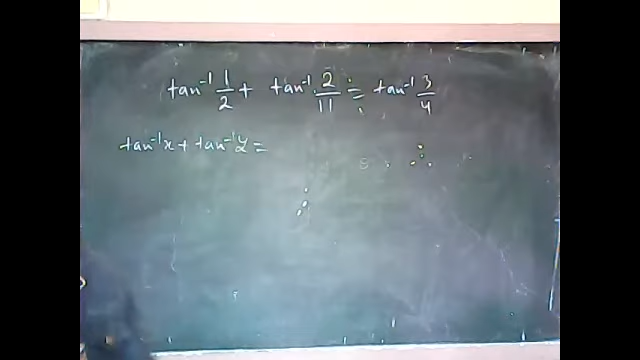 tan⁻¹ 1/2 + tan⁻¹ 2/11 = tan⁻¹ 3/4
tan⁻¹x + tan⁻¹y =